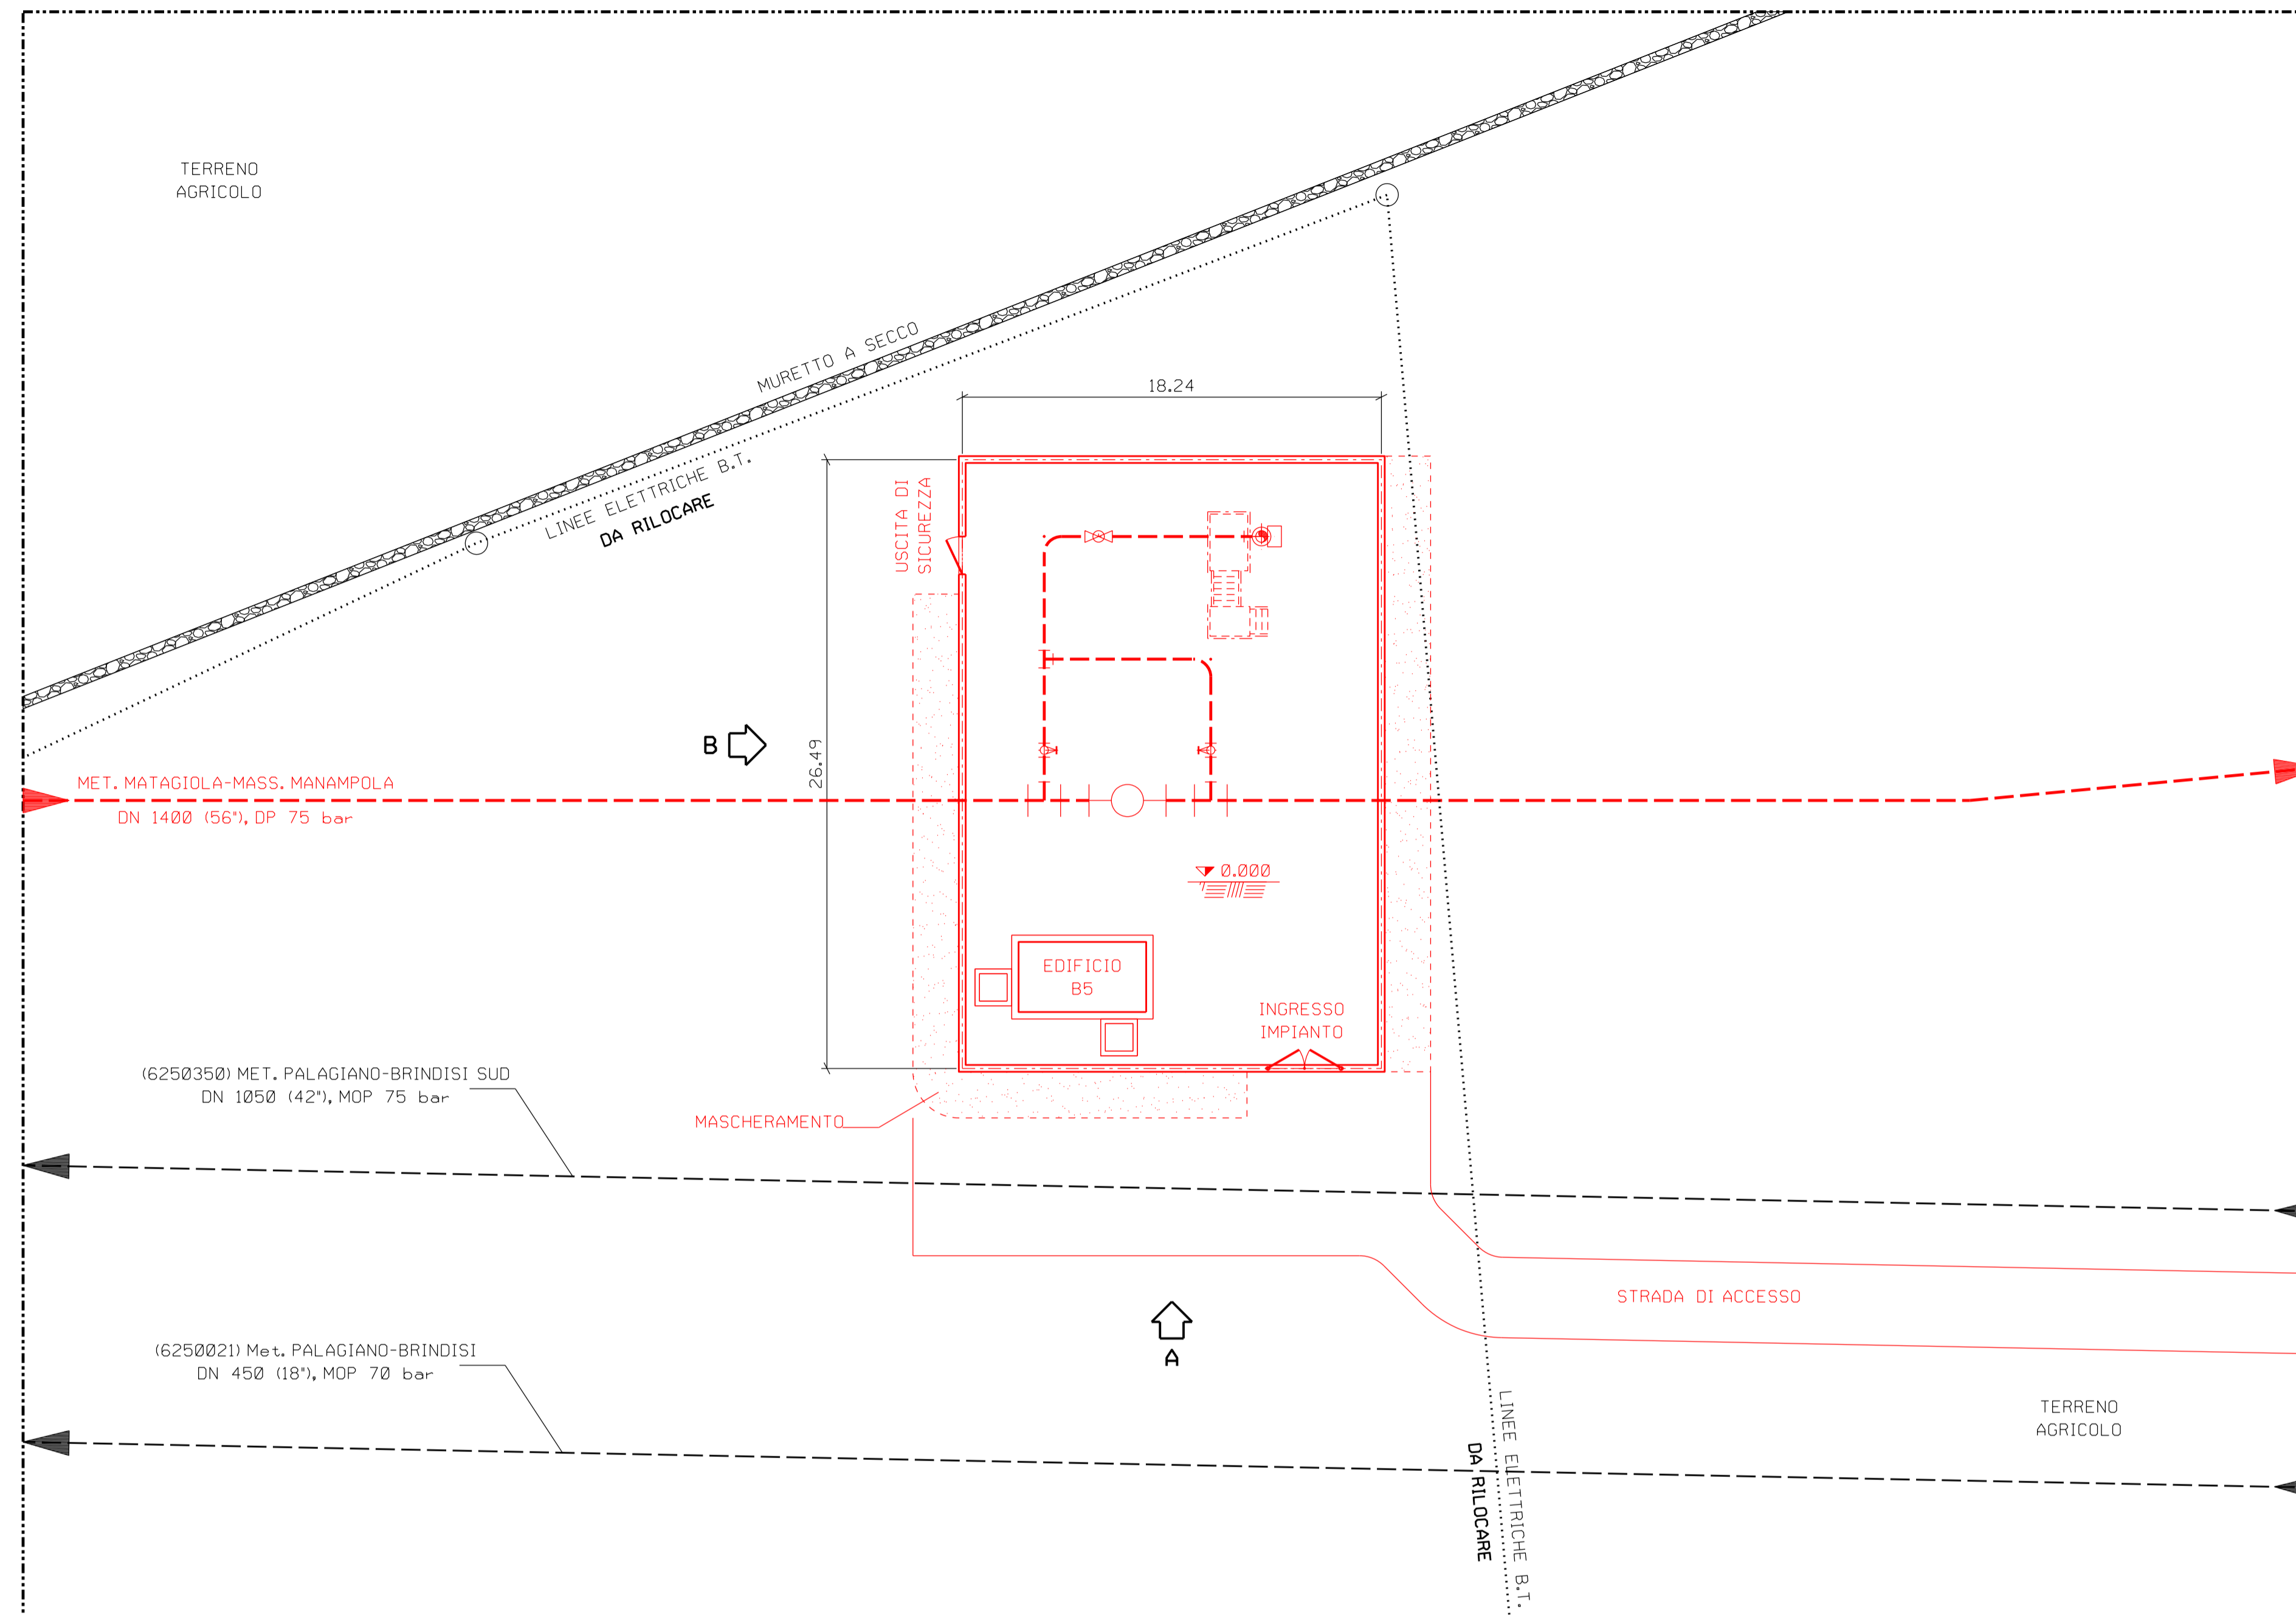 TERRENO
AGRICOLO
MURETTO A SECCO
18.24
LINEE ELETTRICHE B.T.
DA RILOCARE
USCITA DI
SICUREZZA
B
26.49
MET. MATAGIOLA-MASS. MANAMPOLA
DN 1400 (56"), DP 75 bar
0.000
EDIFICIO
B5
INGRESSO
IMPIANTO
(6250350) MET. PALAGIANO-BRINDISI SUD
DN 1050 (42"), MOP 75 bar
MASCHERAMENTO
STRADA DI ACCESSO
A
(6250021) Met. PALAGIANO-BRINDISI
DN 450 (18"), MOP 70 bar
TERRENO
AGRICOLO
LINEE ELETTRICHE B.T.
DA RILOCARE